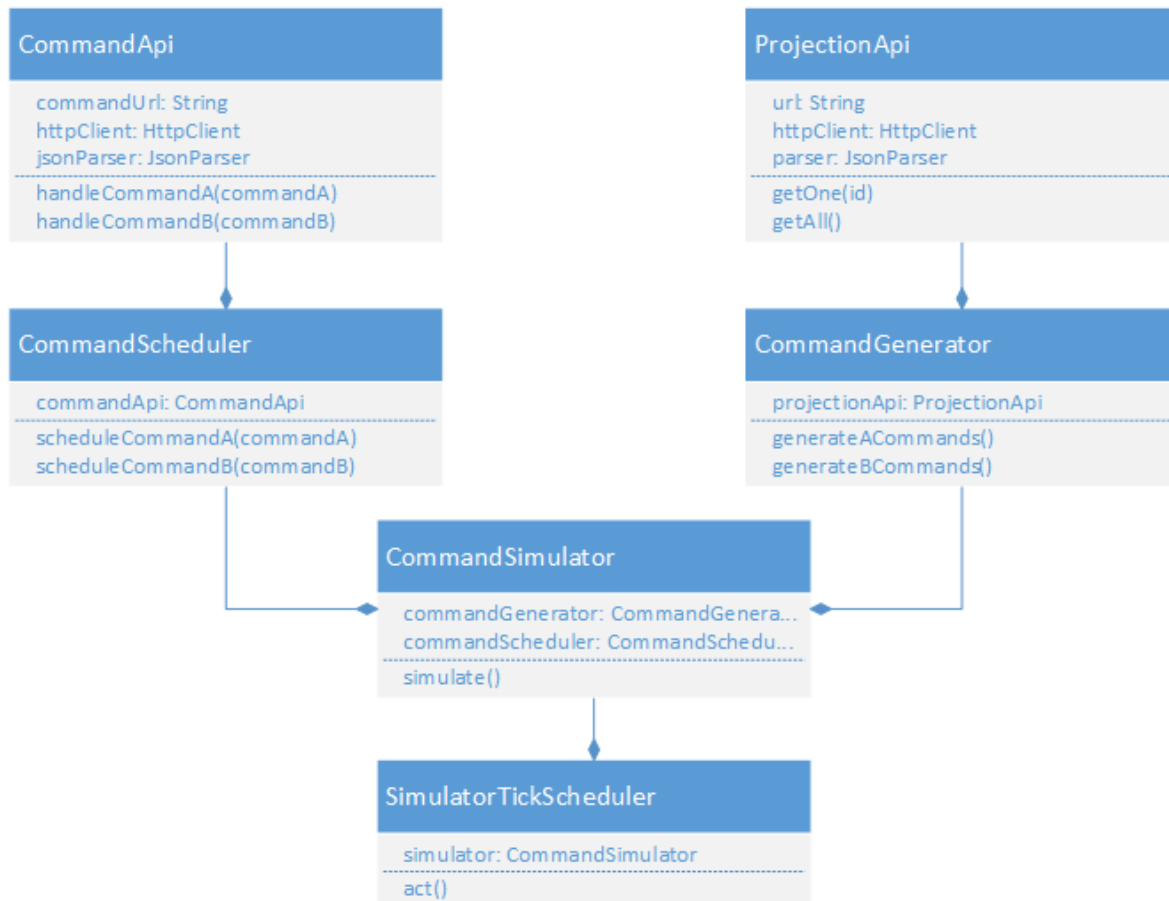 CommandApi
commandUrl: String
httpClient: HttpClient
jsonParser: JsonParser
handleCommandA(commandA)
handleCommandB(commandB)
ProjectionApi
url: String
httpClient: HttpClient
parser: JsonParser
getOne(id)
getAll()
CommandScheduler
commandApi: CommandApi
scheduleCommandA(commandA)
scheduleCommandB(commandB)
CommandGenerator
projectionApi: ProjectionApi
generateACommands()
generateBCommands()
CommandSimulator
commandGenerator: CommandGenera...
commandScheduler: CommandSchedu...
simulate()
SimulatorTickScheduler
simulator: CommandSimulator
act()